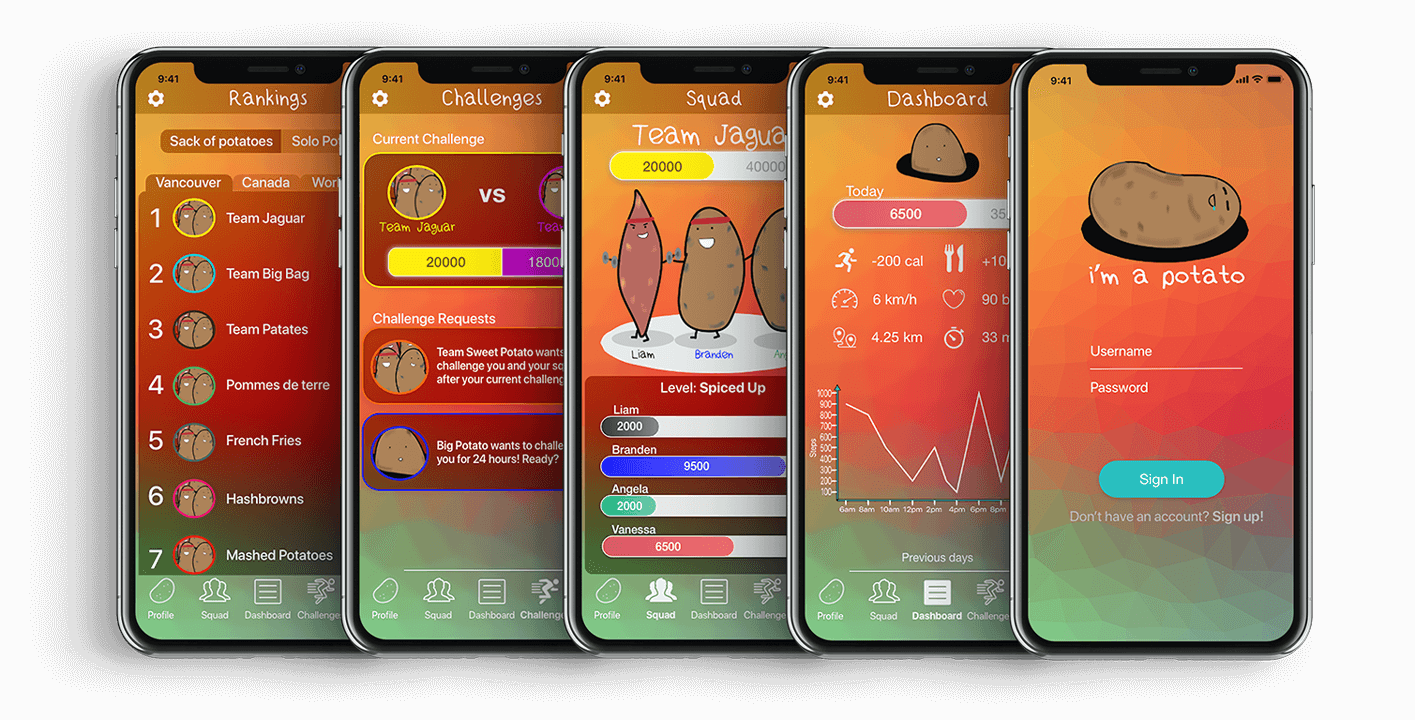 9:41
Rankings
Sack of potatoes
Solo Pot
Vancouver
Canada
Worl
1
Team Jaguar
2
Team Big Bag
3
Team Patates
4
Pommes de terre
5
French Fries
6
Hashbrowns
7
Mashed Potatoes
Profile
Squad
Dashboard
Challenge
9:41
Challenges
Current Challenge
Team Jaguar
VS
Tea
20000
1800
Challenge Requests
Team Sweet Potato wants
challenge you and your sq
after your current challeng
Big Potato wants to challe
you for 24 hours! Ready?
Profile
Squad
Dashboard
Challeng
9:41
Squad
Team Jagua
20000
40000
Liam
Branden
An
Level: Spiced Up
Liam
2000
Branden
9500
Angela
2000
Vanessa
6500
Profile
Squad
Dashboard
Challenge
9:41
Dashboard
Today
6500
35
-200 cal
+10
6 km/h
90 b
4.25 km
33 m
1000
900
800
700
600
500
400
300
200
100
Steps
6am
8am
10am
12pm
2pm
4pm
6pm
8pm
Previous days
Profile
Squad
Dashboard
Challenge
9:41
i'm a potato
Username
Password
Sign In
Don't have an account? Sign up!